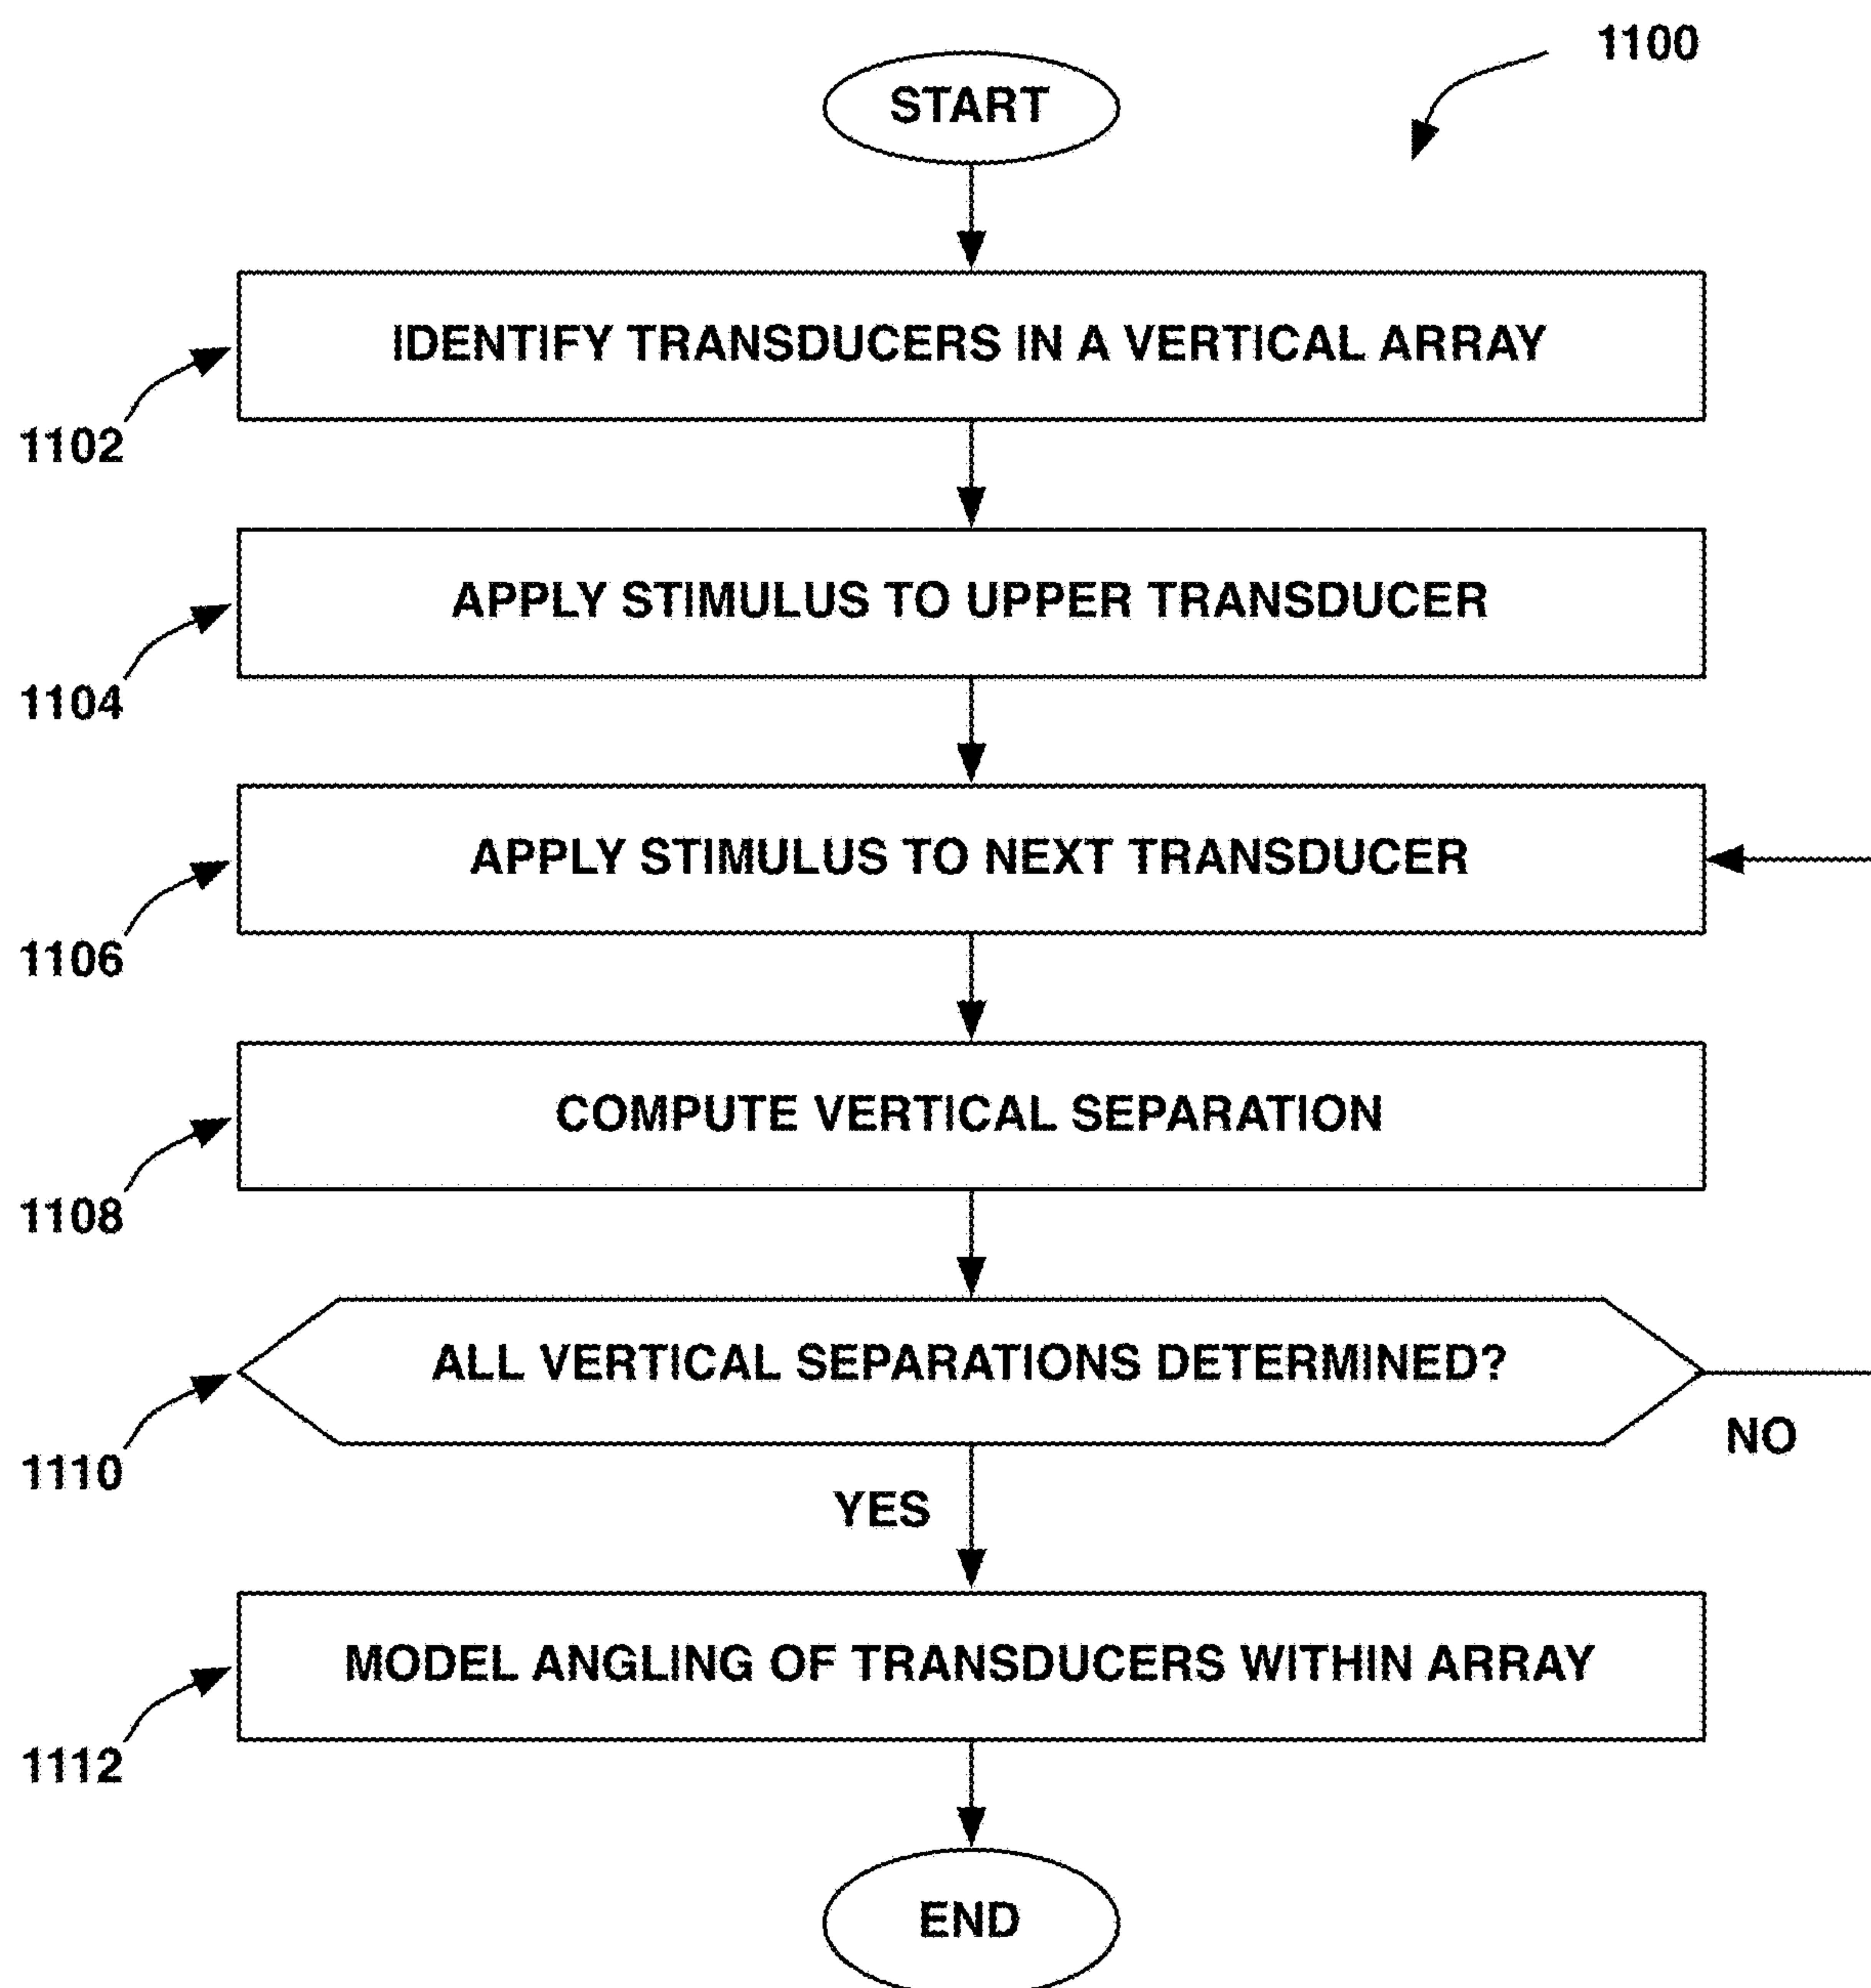 1100
START
IDENTIFY TRANSDUCERS IN A VERTICAL ARRAY
1102
APPLY STIMULUS TO UPPER TRANSDUCER
1104
APPLY STIMULUS TO NEXT TRANSDUCER
1106
COMPUTE VERTICAL SEPARATION
1108
ALL VERTICAL SEPARATIONS DETERMINED?
NO
1110
YES
MODEL ANGLING OF TRANSDUCERS WITHIN ARRAY
1112
END